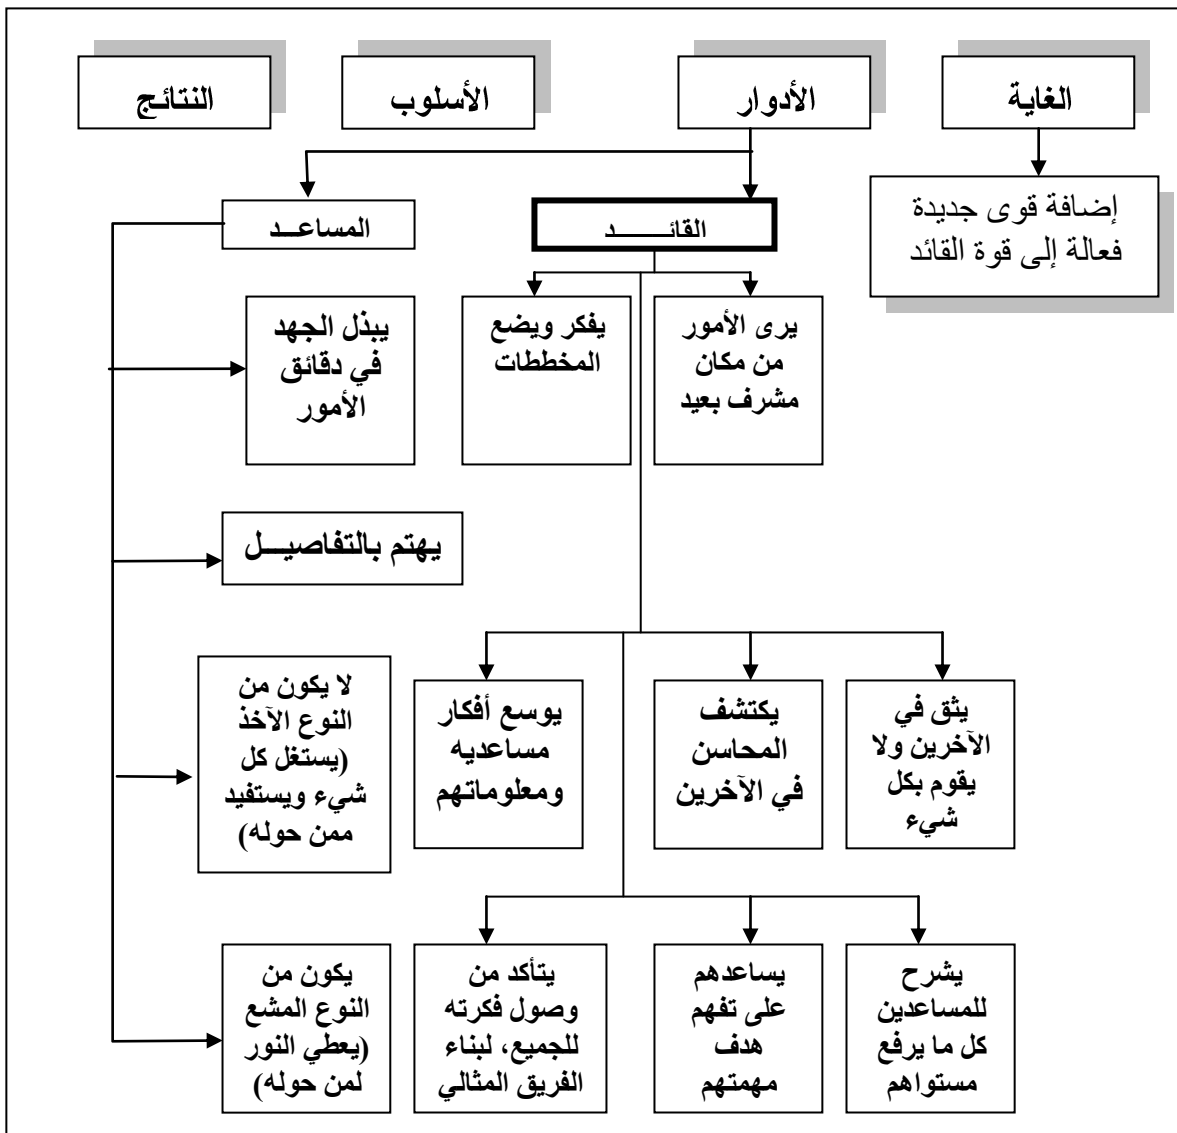 الغاية
الأدوار
الأسلوب
النتائج
إضافة قوى جديدة
فعالة إلى قوة القائد
القائــــــد
المساعــد
يرى الأمور
من مكان
مشرف بعيد
يفكر ويضع
المخططات
يبذل الجهد
في دقائق
الأمور
يهتم بالتفاصيــل
يثق في
الآخرين ولا
يقوم بكل
شيء
يكتشف
المحاسن
في الآخرين
يوسع أفكار
مساعديه
ومعلوماتهم
لا يكون من
النوع الآخذ
(يستغل كل
شيء ويستفيد
ممن حوله)
يشرح
للمساعدين
كل ما يرفع
مستواهم
يساعدهم
على تفهم
هدف
مهمتهم
يتأكد من
وصول فكرته
للجميع، لبناء
الفريق المثالي
يكون من
النوع المشع
(يعطي النور
لمن حوله)